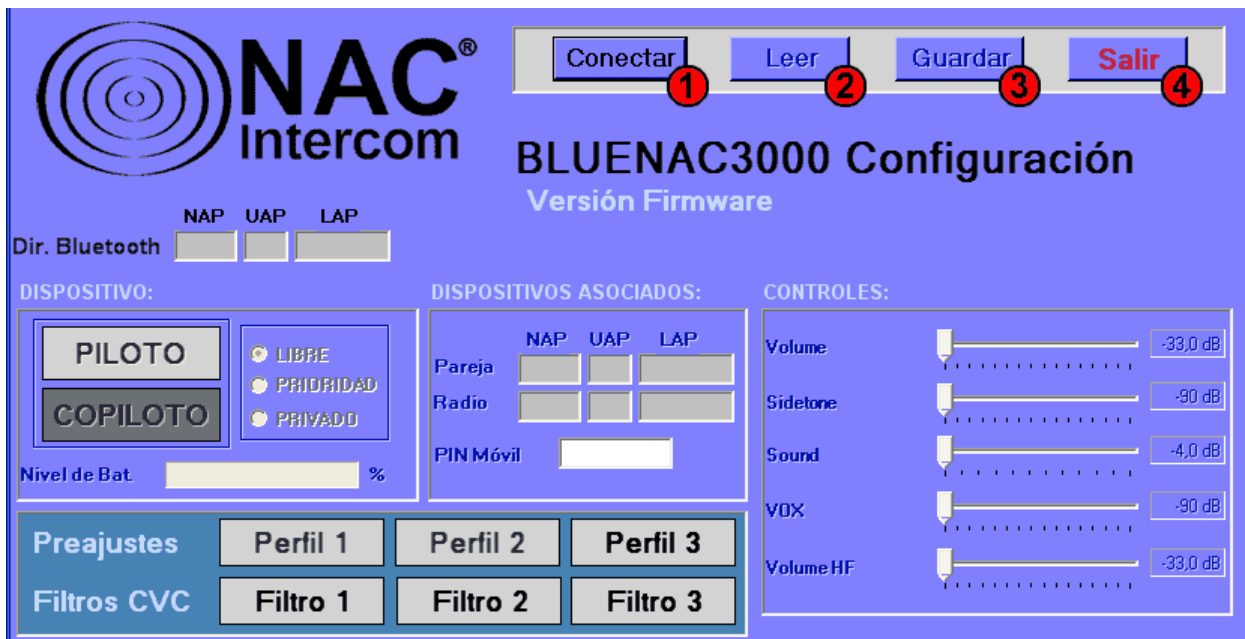 NAC®
Intercom
Conectar Leer Guardar Salir
1 2 3 4
BLUENAC3000 Configuración
Versión Firmware
NAP UAP LAP
Dir. Bluetooth
DISPOSITIVO:
PILOTO
COPILOTO
LIBRE
PRIORIDAD
PRIVADO
Nivel de Bat. %
DISPOSITIVOS ASOCIADOS:
NAP UAP LAP
Pareja
Radio
PIN Móvil
CONTROLES:
Volume -33,0 dB
Sidetone -90 dB
Sound -4,0 dB
VOX -90 dB
Volume HF -33,0 dB
Preajustes Perfil 1 Perfil 2 Perfil 3
Filtros CVC Filtro 1 Filtro 2 Filtro 3